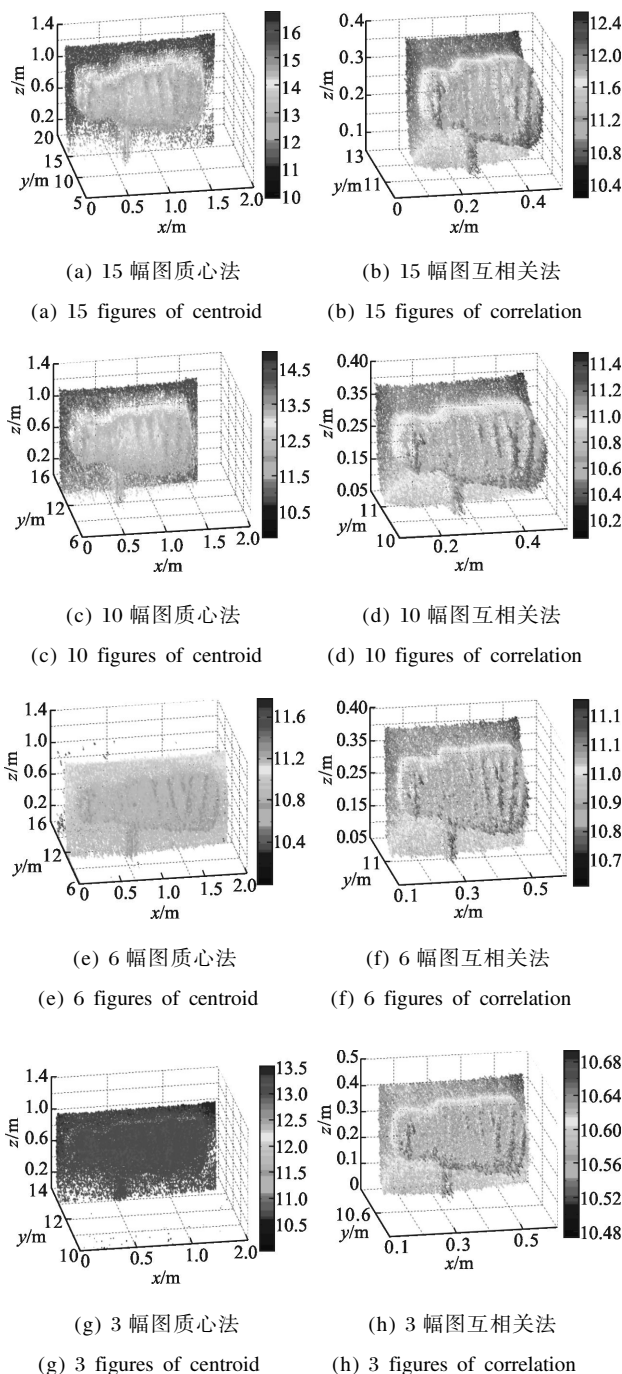 1.4
1.0
0.6
0.2
z/m
20
15
10
5
y/m
0 0.5 1.0 1.5 2.0
x/m
16
15
14
13
12
11
10
0.4
0.3
0.2
0.1
z/m
13
11
y/m
0 0.2 0.4
x/m
12.4
12.0
11.6
11.2
10.8
10.4
(a) 15 幅图质心法
(b) 15 幅图互相关法
(a) 15 figures of centroid
(b) 15 figures of correlation
1.4
1.0
0.6
0.2
z/m
16
12
6
y/m
0 0.5 1.0 1.5 2.0
x/m
14.5
13.5
12.5
11.5
10.5
0.40
0.35
0.25
0.15
0.05
z/m
11
10
y/m
0.2 0.4
x/m
11.4
11.2
11.0
10.8
10.6
10.4
10.2
(c) 10 幅图质心法
(d) 10 幅图互相关法
(c) 10 figures of centroid
(d) 10 figures of correlation
1.4
1.0
0.6
0.2
z/m
16
12
6
y/m
0 0.5 1.0 1.5 2.0
x/m
11.6
11.2
10.8
10.4
0.40
0.35
0.25
0.15
0.05
z/m
11
y/m
0.1 0.3 0.5
x/m
11.1
11.1
11.0
10.9
10.8
10.7
(e) 6 幅图质心法
(f) 6 幅图互相关法
(e) 6 figures of centroid
(f) 6 figures of correlation
1.4
1.0
0.6
0.2
z/m
14
12
10
y/m
0 0.5 1.0 2.0
x/m
13.5
13.0
12.5
12.0
11.5
11.0
10.5
0.5
0.4
0.3
0.2
0.1
0
z/m
10.6
y/m
0.1 0.3 0.5
x/m
10.68
10.64
10.60
10.56
10.52
10.48
(g) 3 幅图质心法
(h) 3 幅图互相关法
(g) 3 figures of centroid
(h) 3 figures of correlation